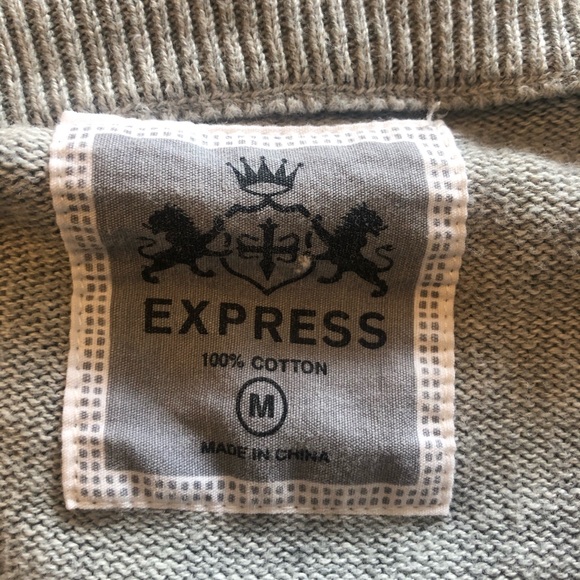 EXPRESS
100% COTTON
M
MADE IN CHINA